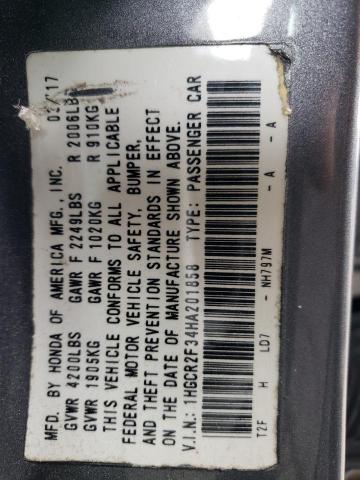 MFD. BY HONDA OF AMERICA MFG., INC. 03/17
GVWR 4200LBS GAWR F 2249LBS R 2006LBS
GVWR 1905KG GAWR F 1020KG R 910KG
THIS VEHICLE CONFORMS TO ALL APPLICABLE
FEDERAL MOTOR VEHICLE SAFETY, BUMPER,
AND THEFT PREVENTION STANDARDS IN EFFECT
ON THE DATE OF MANUFACTURE SHOWN ABOVE.
V.I.N.: 1HGCR2F34HA201858 TYPE: PASSENGER CAR
T2F H LD7 - NH797M - A - A